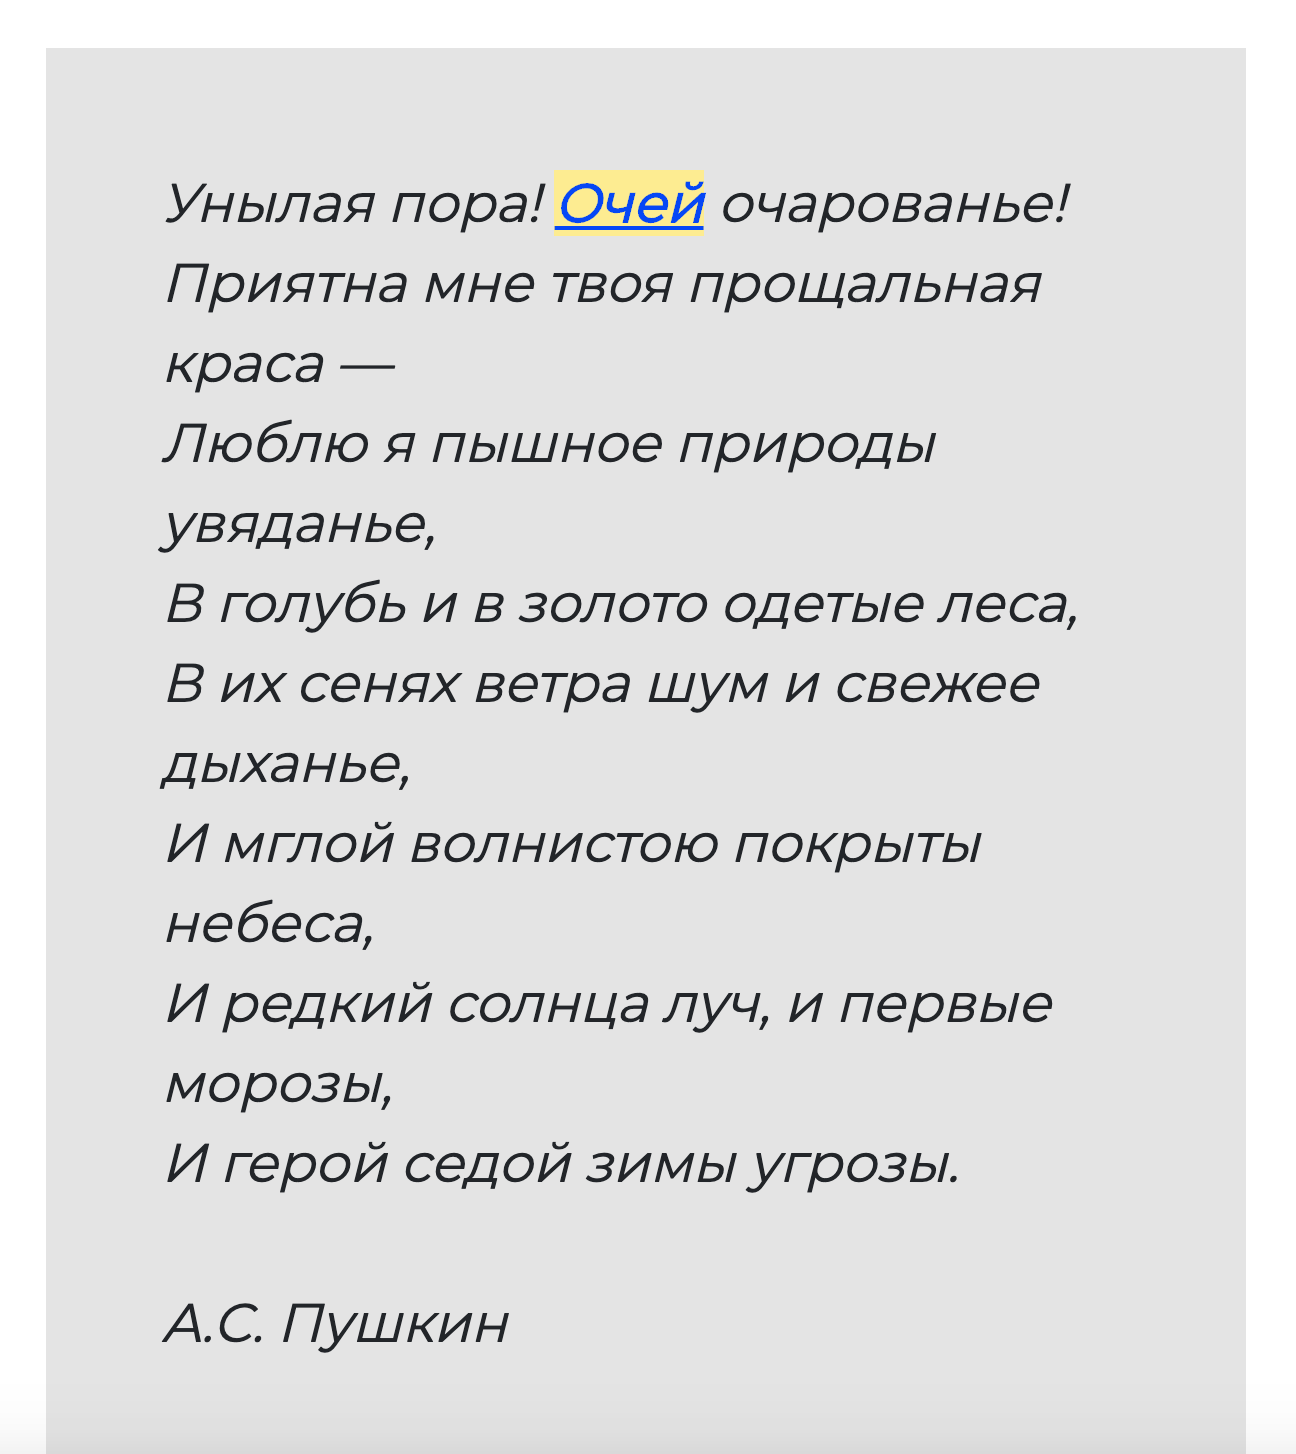 Унылая пора! Очей очарованье!
Приятна мне твоя прощальная
краса —
Люблю я пышное природы
увяданье,
В голубь и в золото одетые леса,
В их сенях ветра шум и свежее
дыханье,
И мглой волнистою покрыты
небеса,
И редкий солнца луч, и первые
морозы,
И герой седой зимы угрозы.
А.С. Пушкин